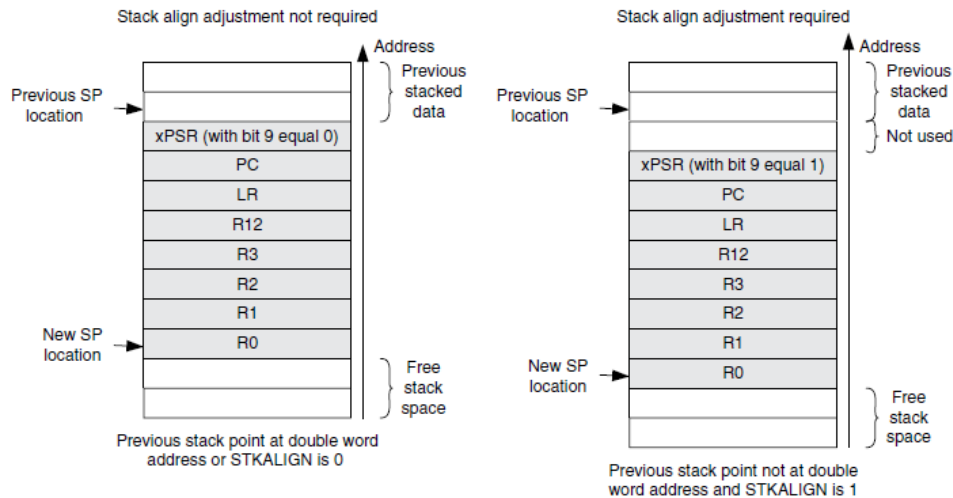 Stack align adjustment not required
Address
Previous
stacked
data
Previous SP
location
xPSR (with bit 9 equal 0)
PC
LR
R12
R3
R2
R1
R0
New SP
location
Free
stack
space
Previous stack point at double word
address or STKALIGN is 0
Stack align adjustment required
Address
Previous
stacked
data
Previous SP
location
Not used
xPSR (with bit 9 equal 1)
PC
LR
R12
R3
R2
R1
R0
New SP
location
Free
stack
space
Previous stack point not at double
word address and STKALIGN is 1